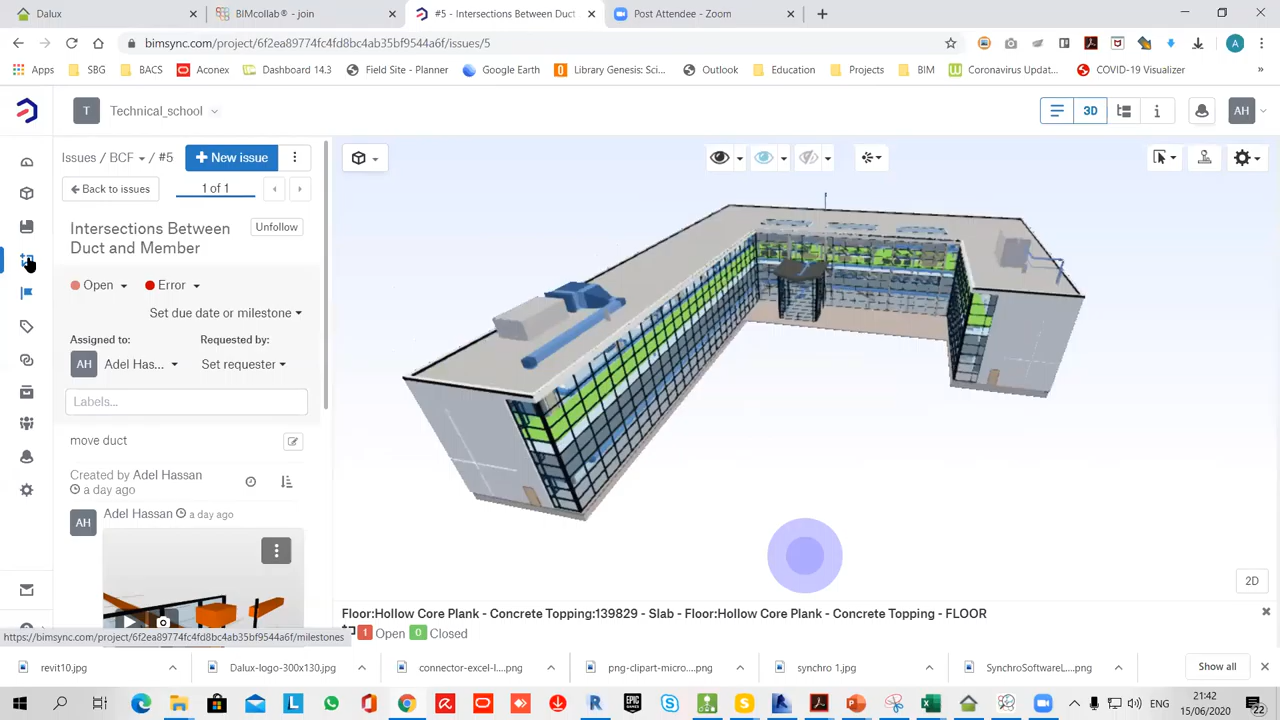 Dalux
BIMcollab® - join
#5 - Intersections Between Duct
Post Attendee - Zoom
bimsync.com/project/6f2ea89774fc4fd8bc4ab35bf9544a6f/issues/5
A
Apps
SBG
BACS
Aconex
Dashboard 14.3
Field Site - Planner
Google Earth
Library Genesis: Sci...
Outlook
Education
Projects
BIM
Coronavirus Updat...
COVID-19 Visualizer
»
T
Technical_school
3D
AH
Issues / BCF / #5
+ New issue
Back to issues
1 of 1
Intersections Between
Duct and Member
Unfollow
Open
Error
Set due date or milestone
Assigned to:
Requested by:
AH
Adel Has...
Set requester
Labels...
move duct
Created by Adel Hassan
a day ago
AH
Adel Hassan
a day ago
2D
Floor:Hollow Core Plank - Concrete Topping:139829 - Slab - Floor:Hollow Core Plank - Concrete Topping - FLOOR
1 Open 0 Closed
https://bimsync.com/project/6f2ea89774fc4fd8bc4ab35bf9544a6f/milestones
revit10.jpg
Dalux-logo-300x130.jpg
connector-excel-l....png
png-clipart-micro....png
synchro 1.jpg
SynchroSoftwareL....png
Show all
ENG
21:42
15/06/2020
22